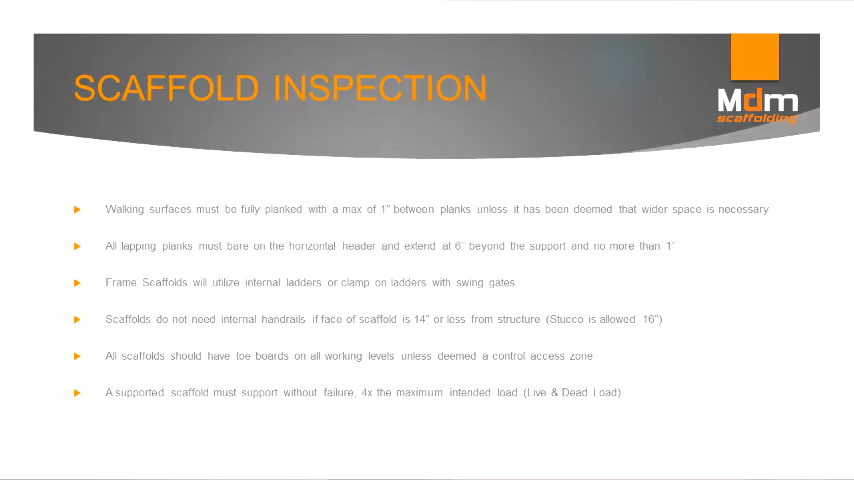 SCAFFOLD INSPECTION
Mdm
scaffolding
Walking surfaces must be fully planked with a max of 1” between planks unless it has been deemed that wider space is necessary
All lapping planks must bare on the horizontal header and extend at 6” beyond the support and no more than 1’
Frame Scaffolds will utilize internal ladders or clamp on ladders with swing gates
Scaffolds do not need internal handrails if face of scaffold is 14” or less from structure (Stucco is allowed 16”)
All scaffolds should have toe boards on all working levels unless deemed a control access zone
A supported scaffold must support without failure, 4x the maximum intended load (Live & Dead Load)